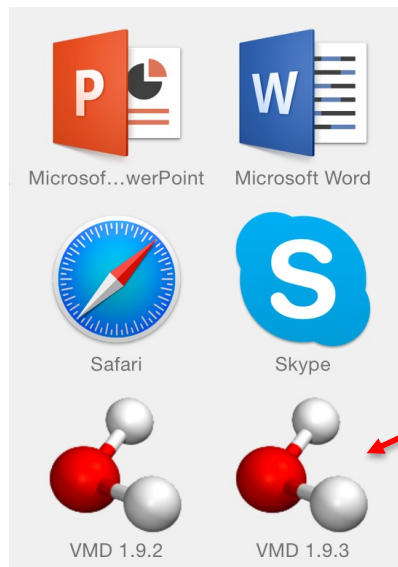 P
W
Microsof...werPoint Microsoft Word
S
Safari Skype
VMD 1.9.2 VMD 1.9.3